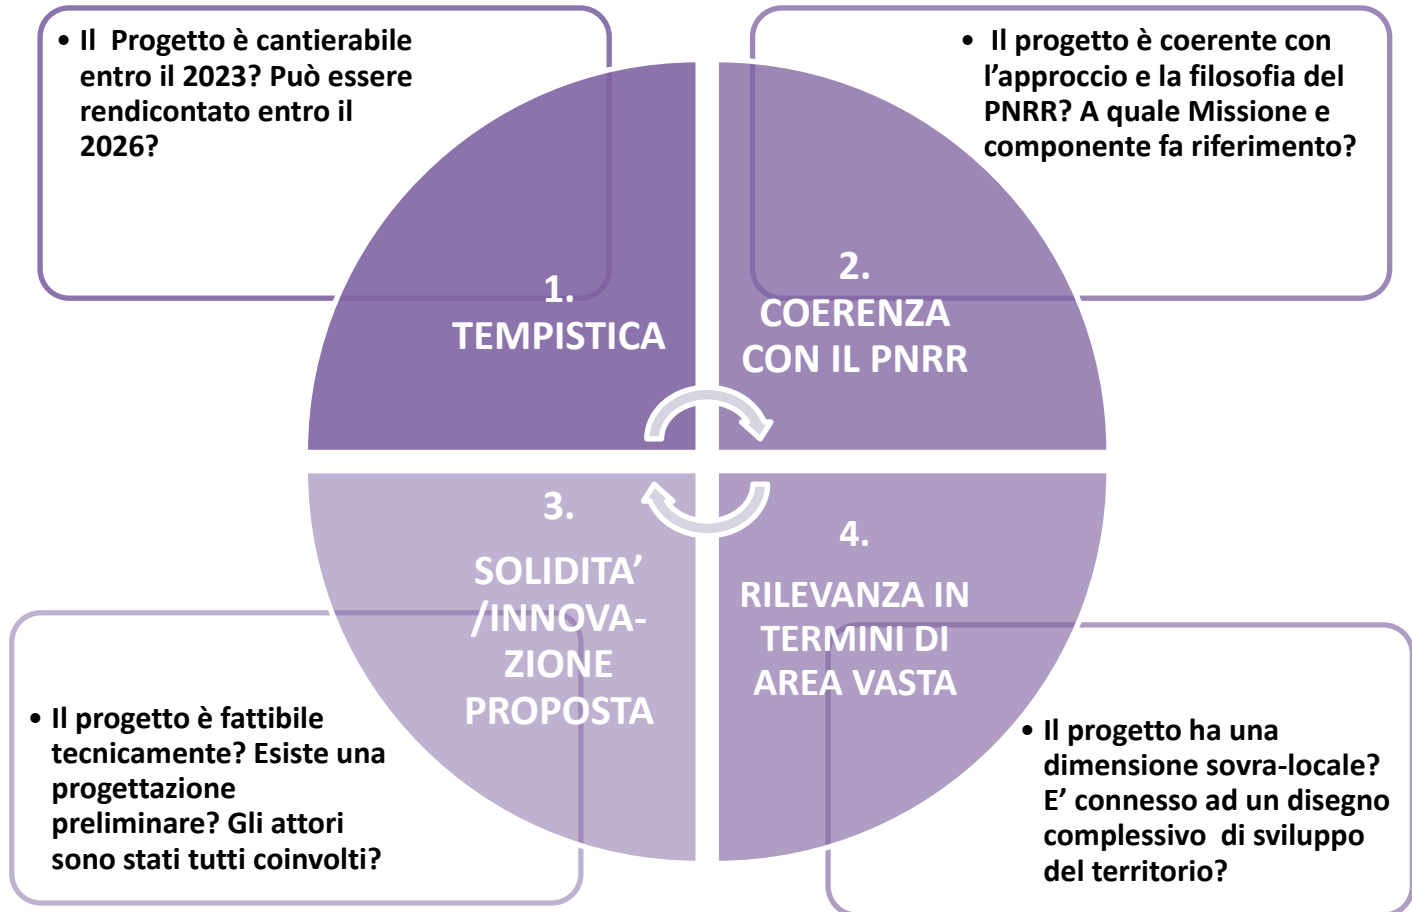 • Il  Progetto è cantierabile
entro il 2023? Può essere
rendicontato entro il
2026?
•  Il progetto è coerente con
l’approccio e la filosofia del
PNRR? A quale Missione e
componente fa riferimento?
1.
TEMPISTICA
2.
COERENZA
CON IL PNRR
3.
SOLIDITA’
/INNOVA-
ZIONE
PROPOSTA
4.
RILEVANZA IN
TERMINI DI
AREA VASTA
• Il progetto è fattibile
tecnicamente? Esiste una
progettazione
preliminare? Gli attori
sono stati tutti coinvolti?
• Il progetto ha una
dimensione sovra-locale?
E’ connesso ad un disegno
complessivo  di sviluppo
del territorio?